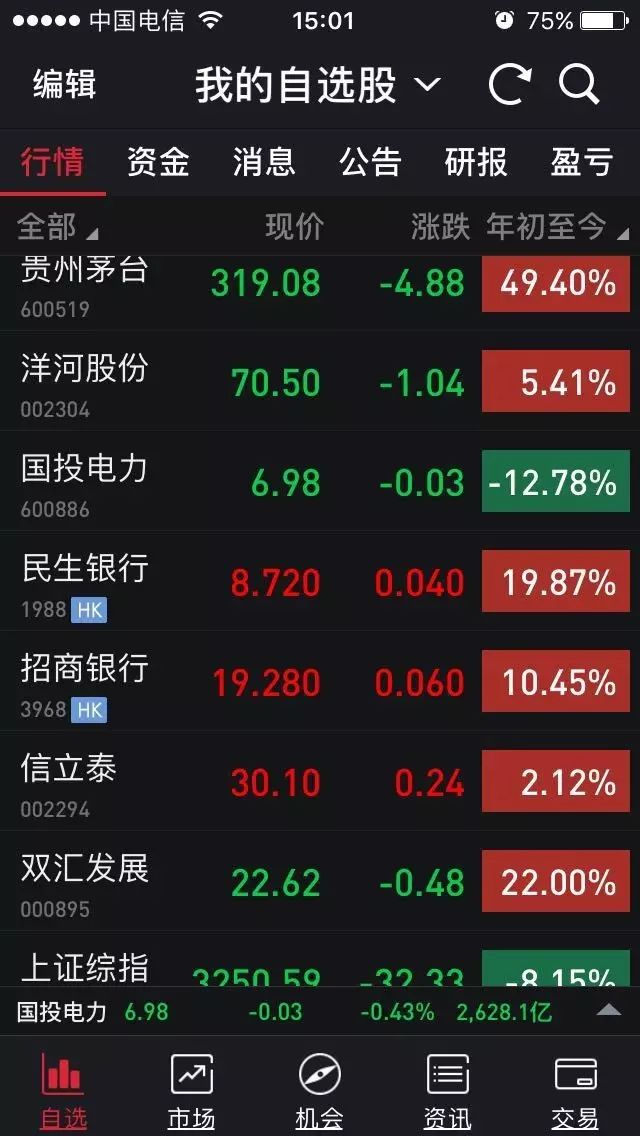 中国电信 15:01 75%
编辑 我的自选股
行情 资金 消息 公告 研报 盈亏
全部 现价 涨跌 年初至今
贵州茅台 319.08 -4.88 49.40%
600519
洋河股份 70.50 -1.04 5.41%
002304
国投电力 6.98 -0.03 -12.78%
600886
民生银行 8.720 0.040 19.87%
1988 HK
招商银行 19.280 0.060 10.45%
3968 HK
信立泰 30.10 0.24 2.12%
002294
双汇发展 22.62 -0.48 22.00%
000895
上证综指 3250.59 -32.33 -8.15%
国投电力 6.98 -0.03 -0.43% 2,628.1亿
自选 市场 机会 资讯 交易